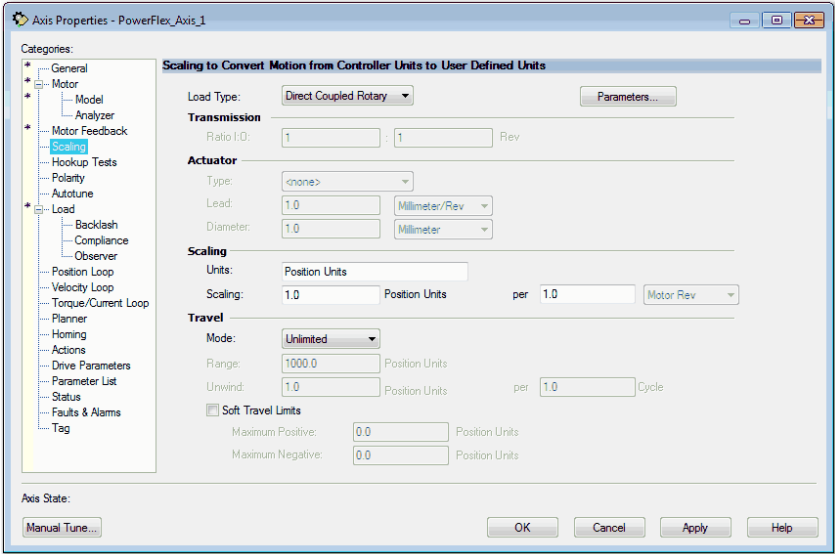 Axis Properties - PowerFlex_Axis_1
Categories:
* General
* Motor
* Model
Analyzer
* Motor Feedback
Scaling
Hookup Tests
Polarity
Autotune
* Load
Backlash
Compliance
Observer
Position Loop
Velocity Loop
Torque/Current Loop
Planner
Homing
Actions
Drive Parameters
Parameter List
Status
Faults & Alarms
Tag
Scaling to Convert Motion from Controller Units to User Defined Units
Load Type: Direct Coupled Rotary Parameters...
Transmission
Ratio I:O: 1 : 1 Rev
Actuator
Type: <none>
Lead: 1.0 Millimeter/Rev
Diameter: 1.0 Millimeter
Scaling
Units: Position Units
Scaling: 1.0 Position Units per 1.0 Motor Rev
Travel
Mode: Unlimited
Range: 1000.0 Position Units
Unwind: 1.0 Position Units per 1.0 Cycle
Soft Travel Limits
Maximum Positive: 0.0 Position Units
Maximum Negative: 0.0 Position Units
Axis State:
Manual Tune... OK Cancel Apply Help